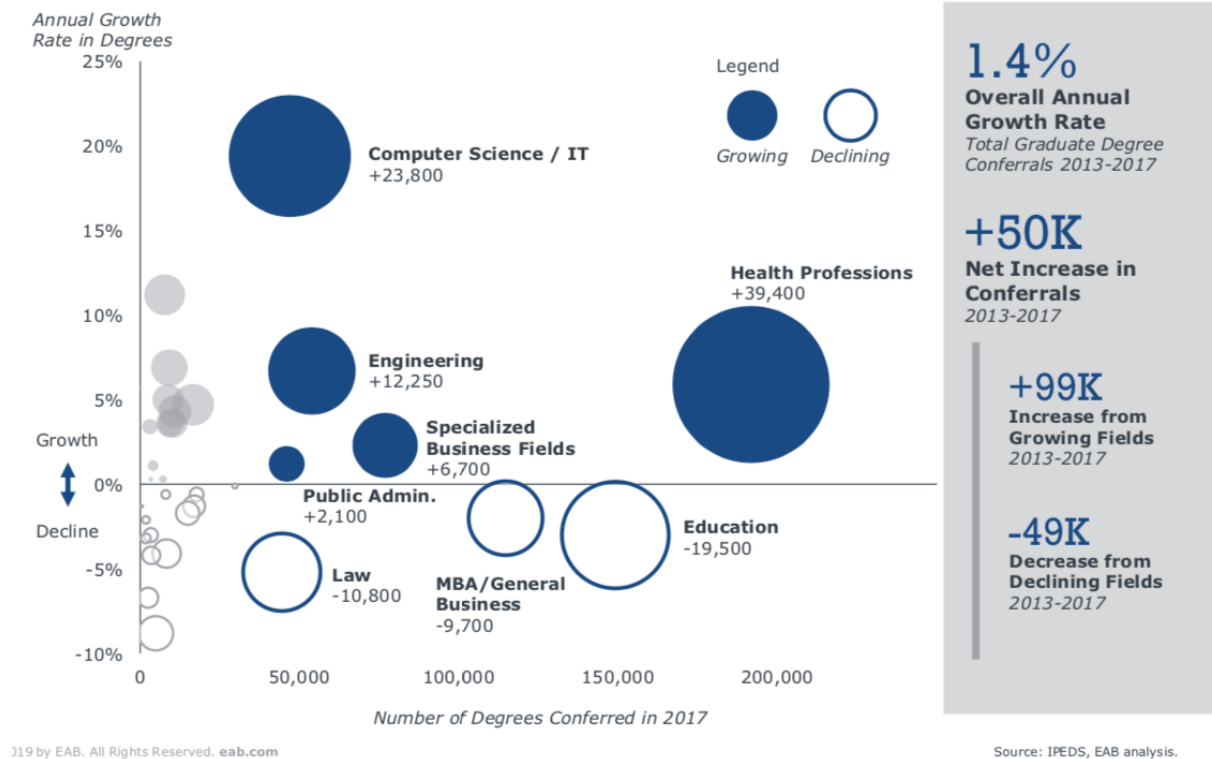 Annual Growth
Rate in Degrees
25%
20%
15%
10%
5%
0%
-5%
-10%
Growth
Decline
Legend
Growing
Declining
Computer Science / IT
+23,800
Health Professions
+39,400
Engineering
+12,250
Specialized
Business Fields
+6,700
Public Admin.
+2,100
Education
-19,500
Law
-10,800
MBA/General
Business
-9,700
0
50,000
100,000
150,000
200,000
Number of Degrees Conferred in 2017
1.4%
Overall Annual
Growth Rate
Total Graduate Degree
Conferrals 2013-2017
+50K
Net Increase in
Conferrals
2013-2017
+99K
Increase from
Growing Fields
2013-2017
-49K
Decrease from
Declining Fields
2013-2017
19 by EAB. All Rights Reserved. eab.com
Source: IPEDS, EAB analysis.